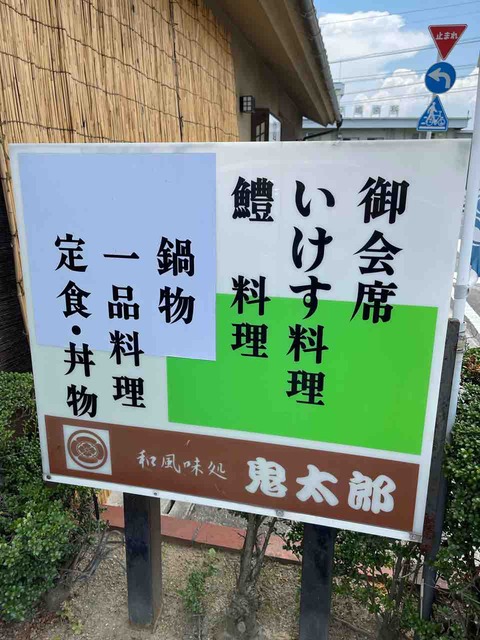 御会席
いけす料理
鱧 料理
鍋物
一品料理
定食・丼物
和風味処 鬼太郎
止まれ